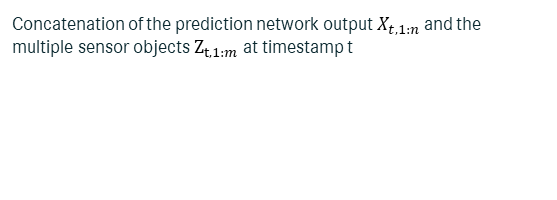 Concatenation of the prediction network output X_{t,1:n} and the
multiple sensor objects Z_{t,1:m} at timestamp t